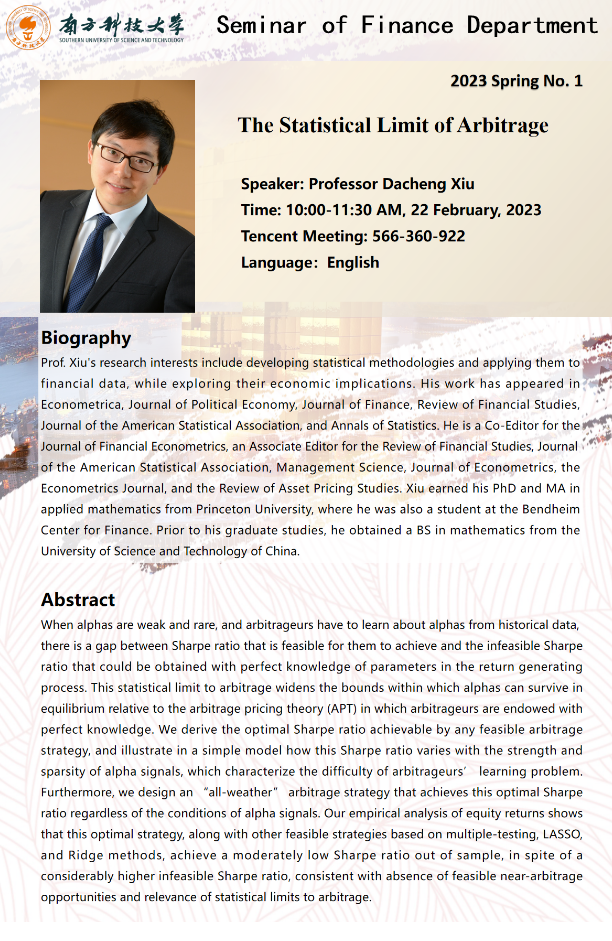 南方科技大学
SOUTHERN UNIVERSITY OF SCIENCE AND TECHNOLOGY
Seminar of Finance Department
2023 Spring No. 1
The Statistical Limit of Arbitrage
Speaker: Professor Dacheng Xiu
Time: 10:00-11:30 AM, 22 February, 2023
Tencent Meeting: 566-360-922
Language： English
Biography
Prof. Xiu's research interests include developing statistical methodologies and applying them to
financial data, while exploring their economic implications. His work has appeared in
Econometrica, Journal of Political Economy, Journal of Finance, Review of Financial Studies,
Journal of the American Statistical Association, and Annals of Statistics. He is a Co-Editor for the
Journal of Financial Econometrics, an Associate Editor for the Review of Financial Studies, Journal
of the American Statistical Association, Management Science, Journal of Econometrics, the
Econometrics Journal, and the Review of Asset Pricing Studies. Xiu earned his PhD and MA in
applied mathematics from Princeton University, where he was also a student at the Bendheim
Center for Finance. Prior to his graduate studies, he obtained a BS in mathematics from the
University of Science and Technology of China.
Abstract
When alphas are weak and rare, and arbitrageurs have to learn about alphas from historical data,
there is a gap between Sharpe ratio that is feasible for them to achieve and the infeasible Sharpe
ratio that could be obtained with perfect knowledge of parameters in the return generating
process. This statistical limit to arbitrage widens the bounds within which alphas can survive in
equilibrium relative to the arbitrage pricing theory (APT) in which arbitrageurs are endowed with
perfect knowledge. We derive the optimal Sharpe ratio achievable by any feasible arbitrage
strategy, and illustrate in a simple model how this Sharpe ratio varies with the strength and
sparsity of alpha signals, which characterize the difficulty of arbitrageurs’ learning problem.
Furthermore, we design an “all-weather” arbitrage strategy that achieves this optimal Sharpe
ratio regardless of the conditions of alpha signals. Our empirical analysis of equity returns shows
that this optimal strategy, along with other feasible strategies based on multiple-testing, LASSO,
and Ridge methods, achieve a moderately low Sharpe ratio out of sample, in spite of a
considerably higher infeasible Sharpe ratio, consistent with absence of feasible near-arbitrage
opportunities and relevance of statistical limits to arbitrage.